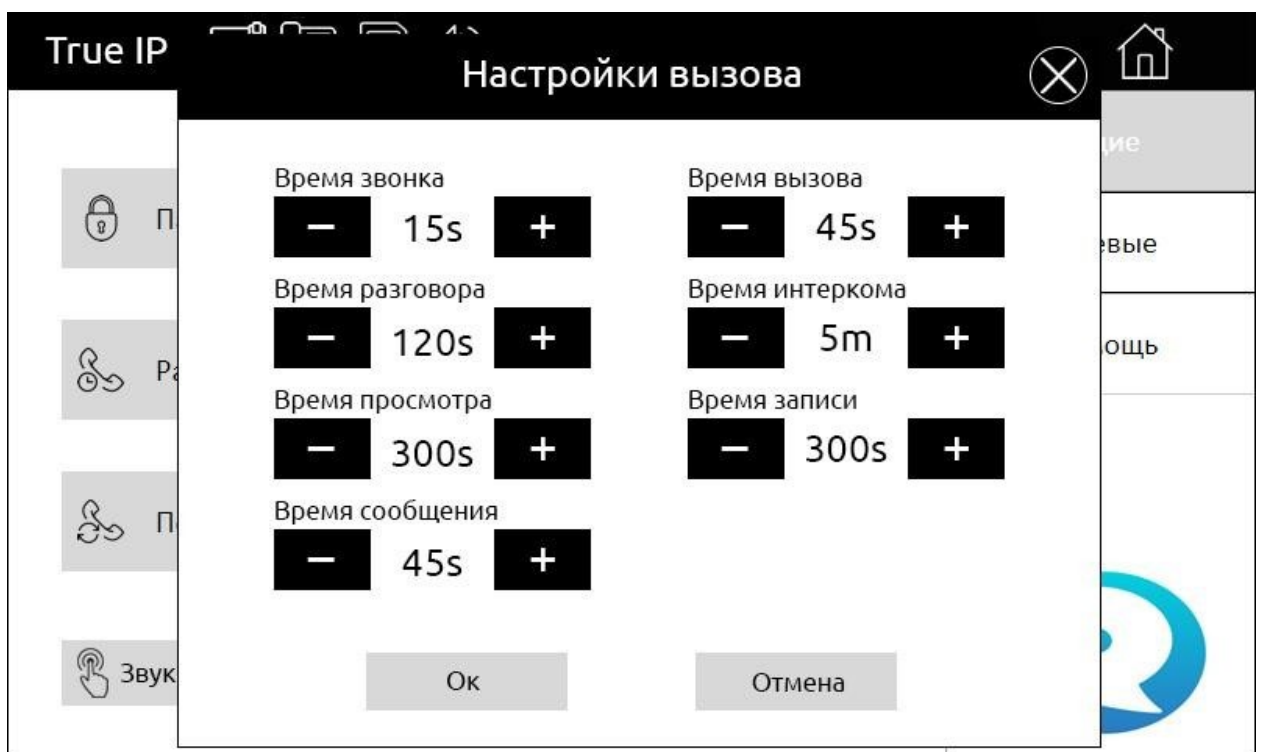 True IP
Настройки вызова
Время звонка
15s
Время вызова
45s
Время разговора
120s
Время интеркома
5m
Время просмотра
300s
Время записи
300s
Время сообщения
45s
Ок
Отмена
Звук